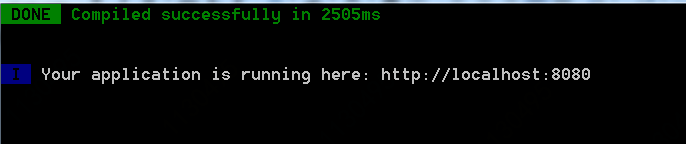 DONE Compiled successfully in 2505ms
I Your application is running here: http://localhost:8080